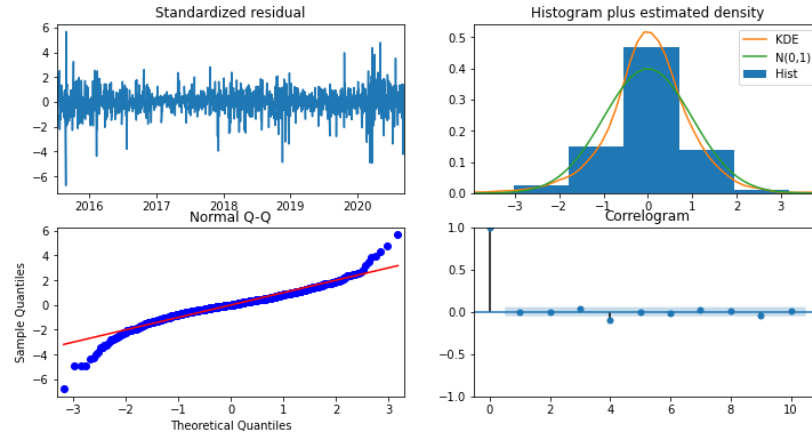 Standardized residual
6
4
2
0
−2
−4
−6
2016 2017 2018 2019 2020
Histogram plus estimated density
KDE
N(0,1)
Hist
0.5
0.4
0.3
0.2
0.1
0.0
−3 −2 −1 0 1 2 3
Normal Q-Q
Sample Quantiles
6
4
2
0
−2
−4
−6
−3 −2 −1 0 1 2 3
Theoretical Quantiles
Correlogram
1.0
0.5
0.0
−0.5
−1.0
0 2 4 6 8 10